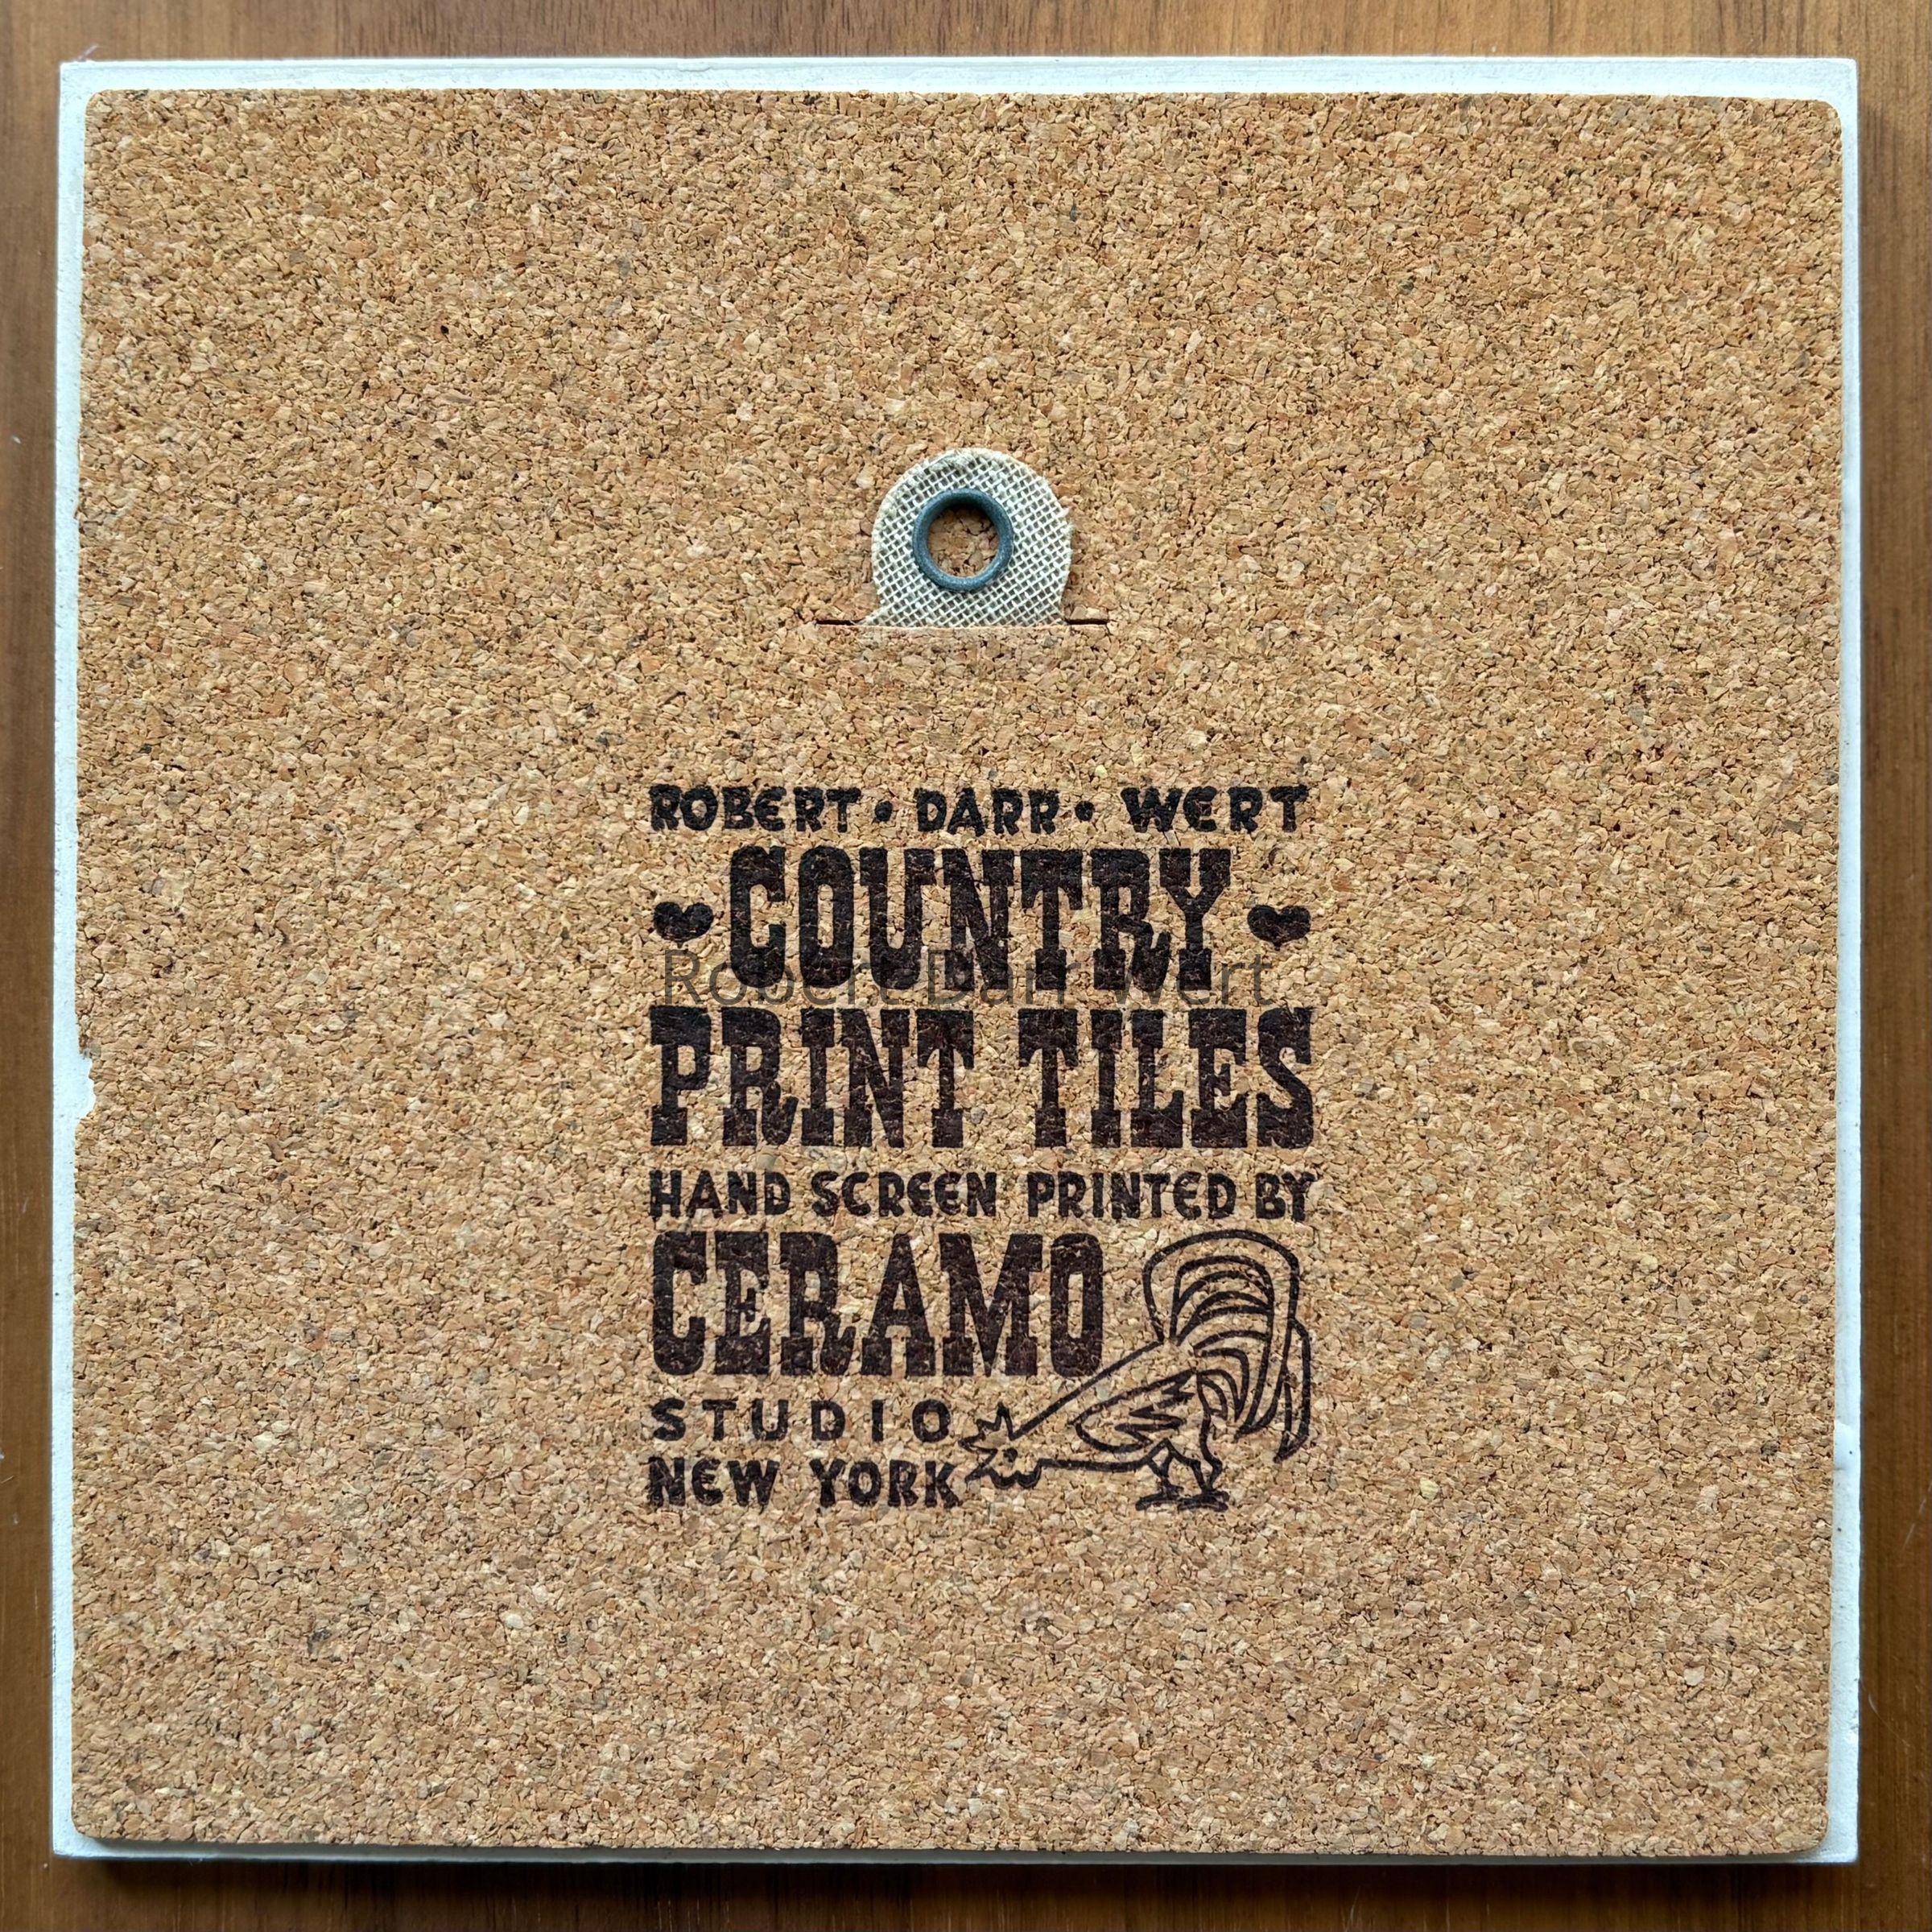 ROBERT • DARR • WERT
♥ COUNTRY ♥
Robert Darr Wert
PRINT TILES
HAND SCREEN PRINTED BY
CERAMO
STUDIO
NEW YORK